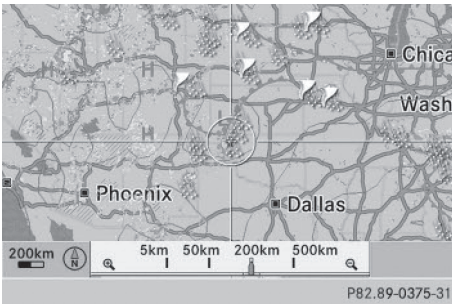 H
H
H
Chica
Wash
Phoenix
Dallas
200km
N
5km 50km 200km 500km
P82.89-0375-31